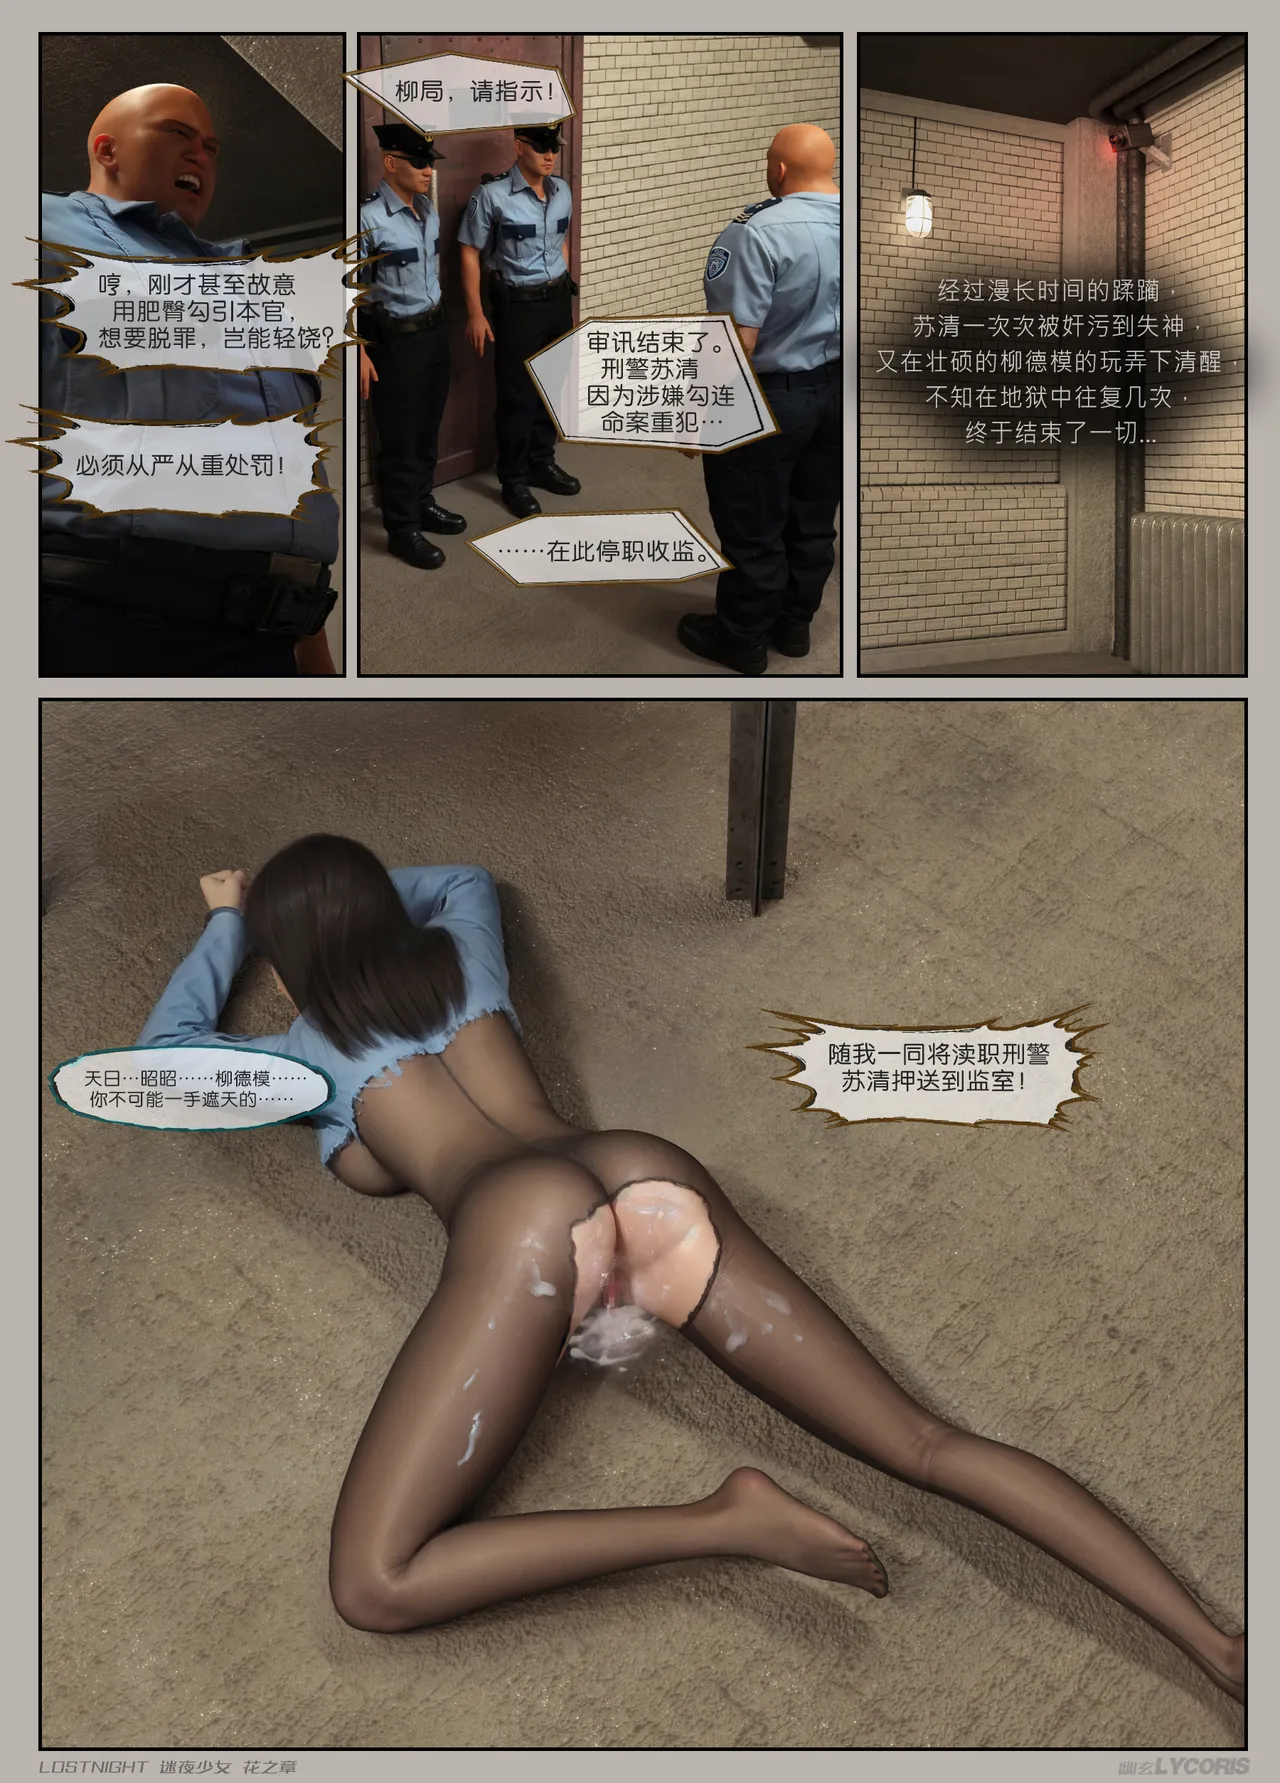 哼，刚才甚至故意
用肥臀勾引本官，
想要脱罪，岂能轻饶？
必须从严从重处罚！
柳局，请指示！
审讯结束了。
刑警苏清
因为涉嫌勾连
命案重犯…
……在此停职收监。
经过漫长时间的蹂躏，
苏清一次次被奸污到失神，
又在壮硕的柳德模的玩弄下清醒，
不知在地狱中往复几次，
终于结束了一切…
天日…昭昭……柳德模……
你不可能一手遮天的……
随我一同将渎职刑警
苏清押送到监室！
LOSTNIGHT 迷夜少女 花之章
幽玄LYCORIS